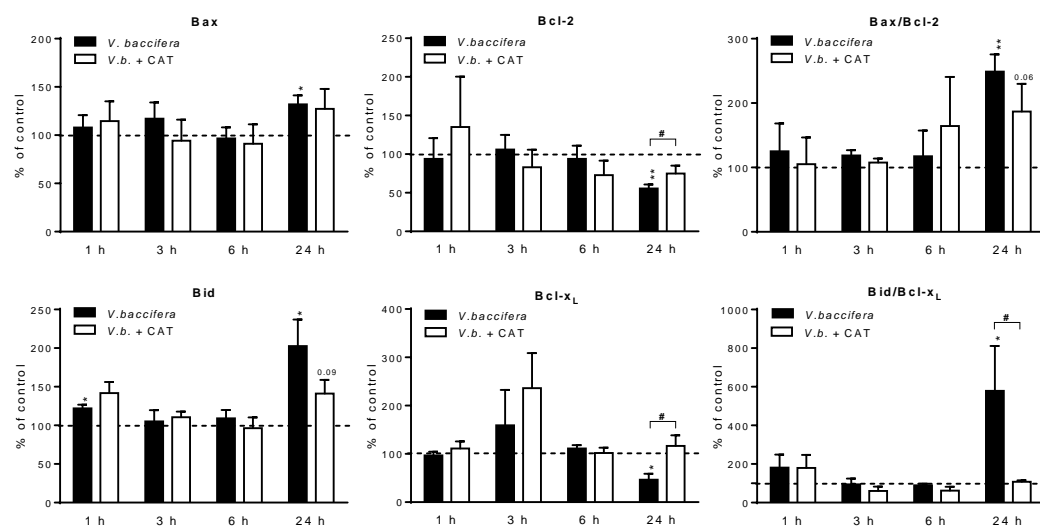 Bax
200
150
100
50
0
% of control
V. baccifera
V.b. + CAT
*
1 h 3 h 6 h 24 h
Bcl-2
250
200
150
100
50
0
% of control
V.baccifera
V.b. + CAT
#
**
1 h 3 h 6 h 24 h
Bax/Bcl-2
300
200
100
0
% of control
V.baccifera
V.b. + CAT
**
0.06
1 h 3 h 6 h 24 h
Bid
250
200
150
100
50
0
% of control
V.baccifera
V.b. + CAT
*
*
0.09
1 h 3 h 6 h 24 h
Bcl-xL
400
300
200
100
0
% of control
V.baccifera
V.b. + CAT
#
*
1 h 3 h 6 h 24 h
Bid/Bcl-xL
1000
800
600
400
200
0
% of control
V.baccifera
V.b. + CAT
#
*
1 h 3 h 6 h 24 h